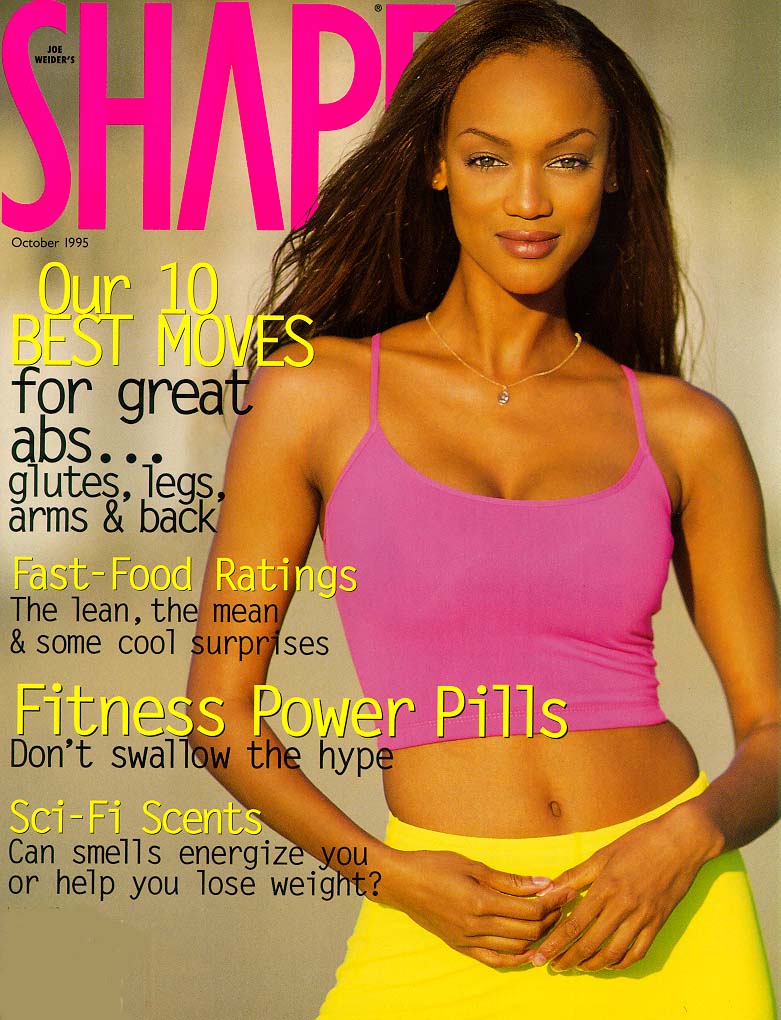 JOE
WEIDER'S
SHAPE
®
October 1995
Our 10
BEST MOVES
for great
abs...
glutes, legs,
arms & back
Fast-Food Ratings
The lean, the mean
& some cool surprises
Fitness Power Pills
Don't swallow the hype
Sci-Fi Scents
Can smells energize you
or help you lose weight?